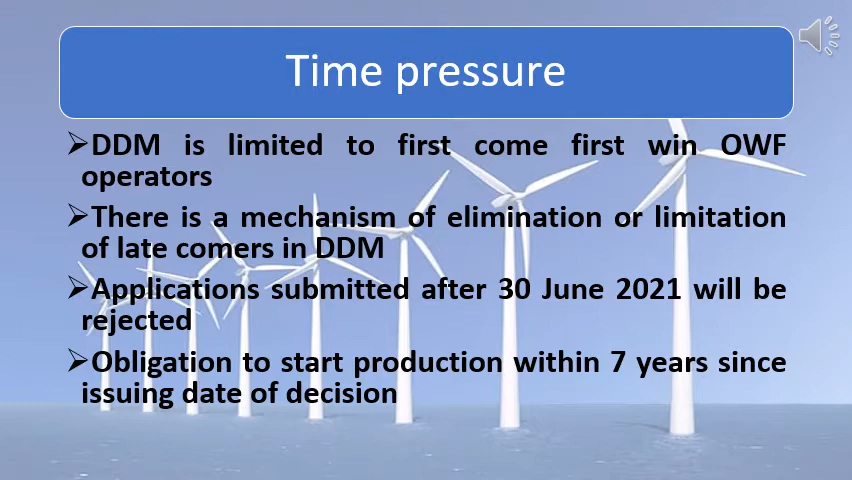 Time pressure
➢DDM is limited to first come first win OWF
operators
➢There is a mechanism of elimination or limitation
of late comers in DDM
➢Applications submitted after 30 June 2021 will be
rejected
➢Obligation to start production within 7 years since
issuing date of decision